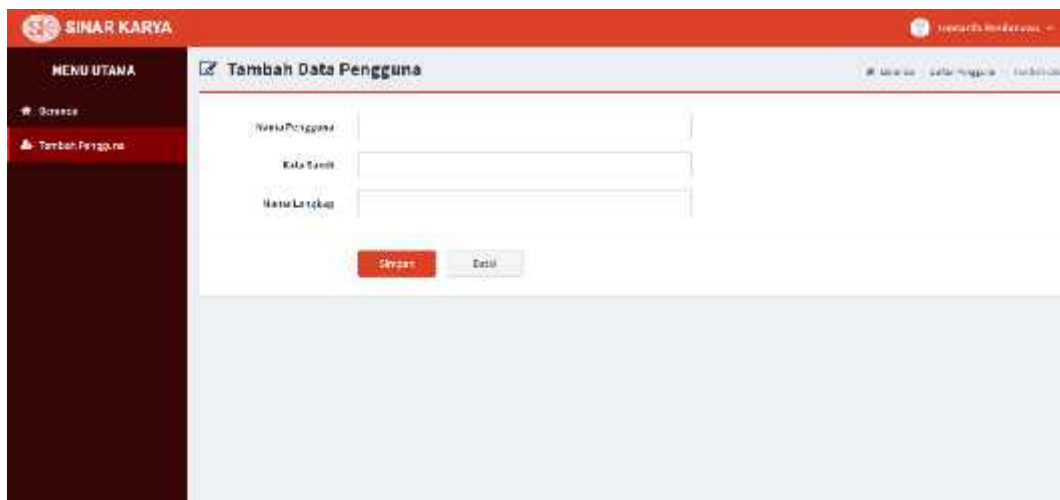 SINAR KARYA
MENU UTAMA
Tambah Data Pengguna
Beranda
Tambah Pengguna
Nama Pengguna
Kata Sandi
Nama Lengkap
Simpan
Batal